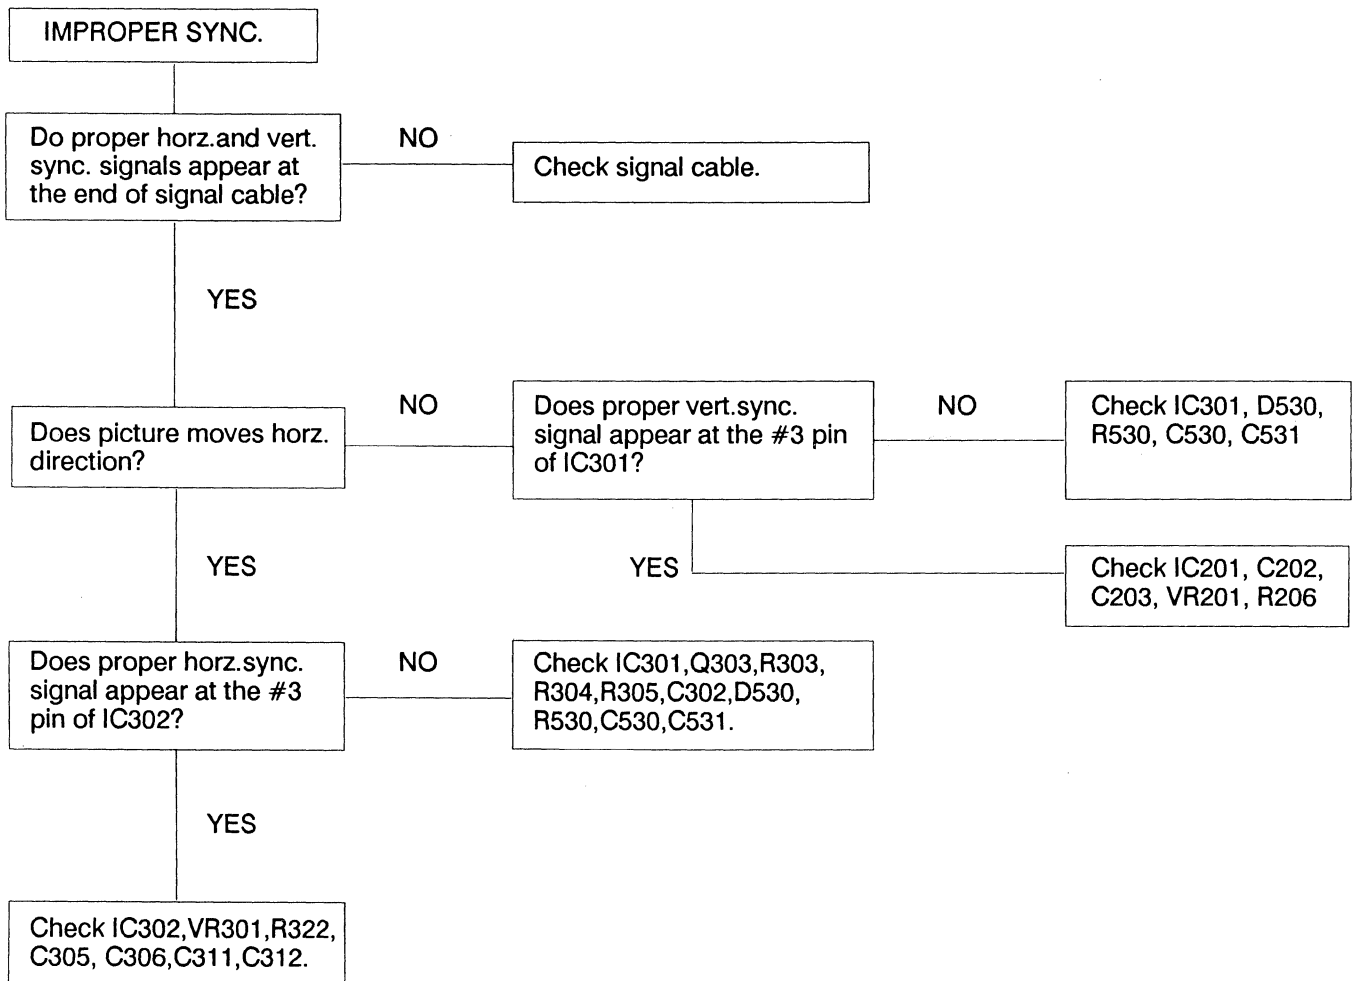 IMPROPER SYNC.
Do proper horz.and vert.
sync. signals appear at
the end of signal cable?
NO
Check signal cable.
YES
Does picture moves horz.
direction?
NO
Does proper vert.sync.
signal appear at the #3 pin
of IC301?
NO
Check IC301, D530,
R530, C530, C531
YES
Check IC201, C202,
C203, VR201, R206
YES
Does proper horz.sync.
signal appear at the #3
pin of IC302?
NO
Check IC301,Q303,R303,
R304,R305,C302,D530,
R530,C530,C531.
YES
Check IC302,VR301,R322,
C305, C306,C311,C312.